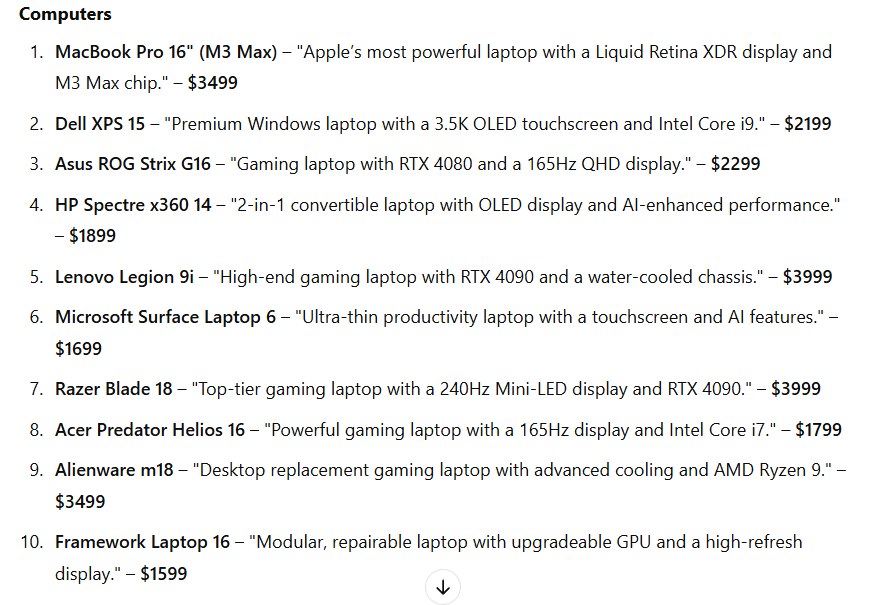 Computers
1. MacBook Pro 16" (M3 Max) – "Apple’s most powerful laptop with a Liquid Retina XDR display and
M3 Max chip." – $3499
2. Dell XPS 15 – "Premium Windows laptop with a 3.5K OLED touchscreen and Intel Core i9." – $2199
3. Asus ROG Strix G16 – "Gaming laptop with RTX 4080 and a 165Hz QHD display." – $2299
4. HP Spectre x360 14 – "2-in-1 convertible laptop with OLED display and AI-enhanced performance."
– $1899
5. Lenovo Legion 9i – "High-end gaming laptop with RTX 4090 and a water-cooled chassis." – $3999
6. Microsoft Surface Laptop 6 – "Ultra-thin productivity laptop with a touchscreen and AI features." –
$1699
7. Razer Blade 18 – "Top-tier gaming laptop with a 240Hz Mini-LED display and RTX 4090." – $3999
8. Acer Predator Helios 16 – "Powerful gaming laptop with a 165Hz display and Intel Core i7." – $1799
9. Alienware m18 – "Desktop replacement gaming laptop with advanced cooling and AMD Ryzen 9." –
$3499
10. Framework Laptop 16 – "Modular, repairable laptop with upgradeable GPU and a high-refresh
display." – $1599